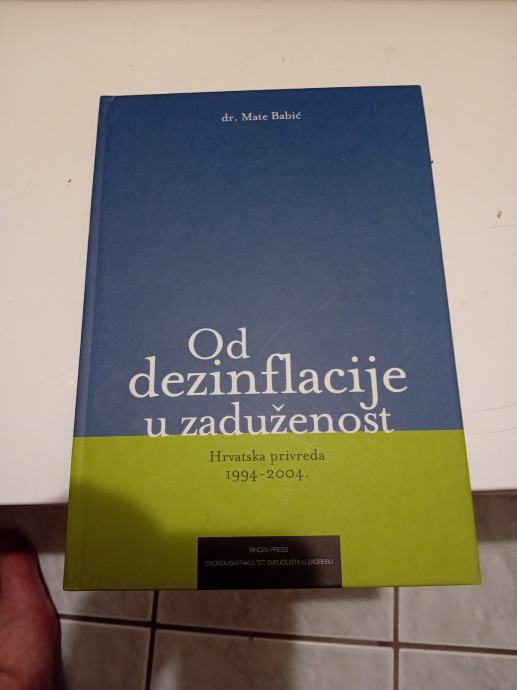 dr. Mate Babić
Od
dezinflacije
u zaduženost
Hrvatska privreda
1994-2004.
BINOZA PRESS
EKONOMSKI FAKULTET SVEUČILIŠTA U ZAGREBU